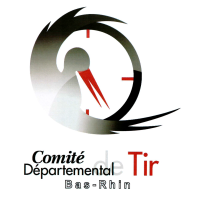 Comité
Départemental de Tir
Bas-Rhin